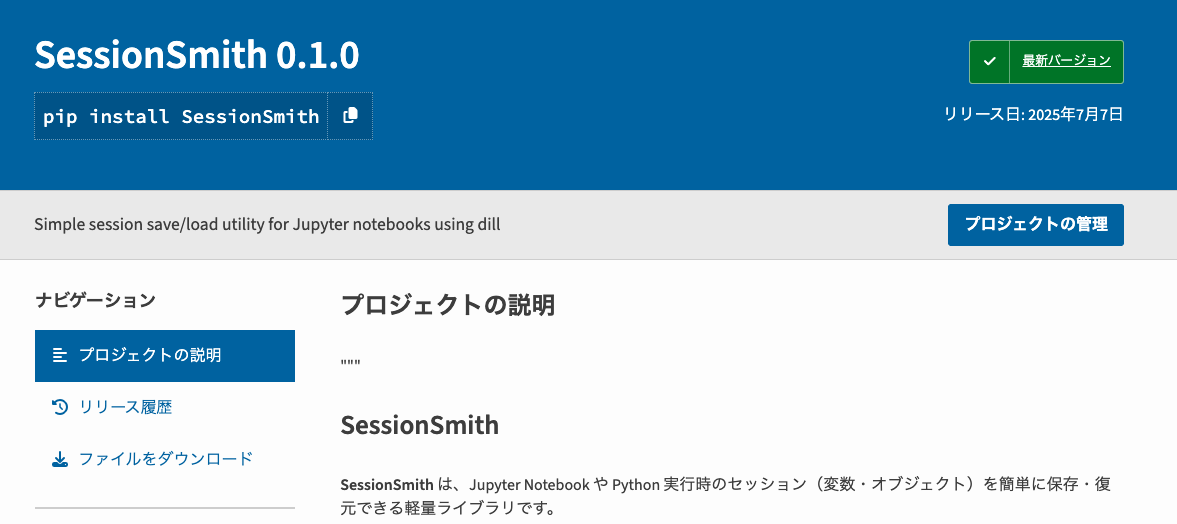 SessionSmith 0.1.0
pip install SessionSmith
最新バージョン
リリース日: 2025年7月7日
Simple session save/load utility for Jupyter notebooks using dill
プロジェクトの管理
ナビゲーション
プロジェクトの説明
リリース履歴
ファイルをダウンロード
プロジェクトの説明
"""
SessionSmith
SessionSmith は、Jupyter Notebook や Python 実行時のセッション（変数・オブジェクト）を簡単に保存・復
元できる軽量ライブラリです。